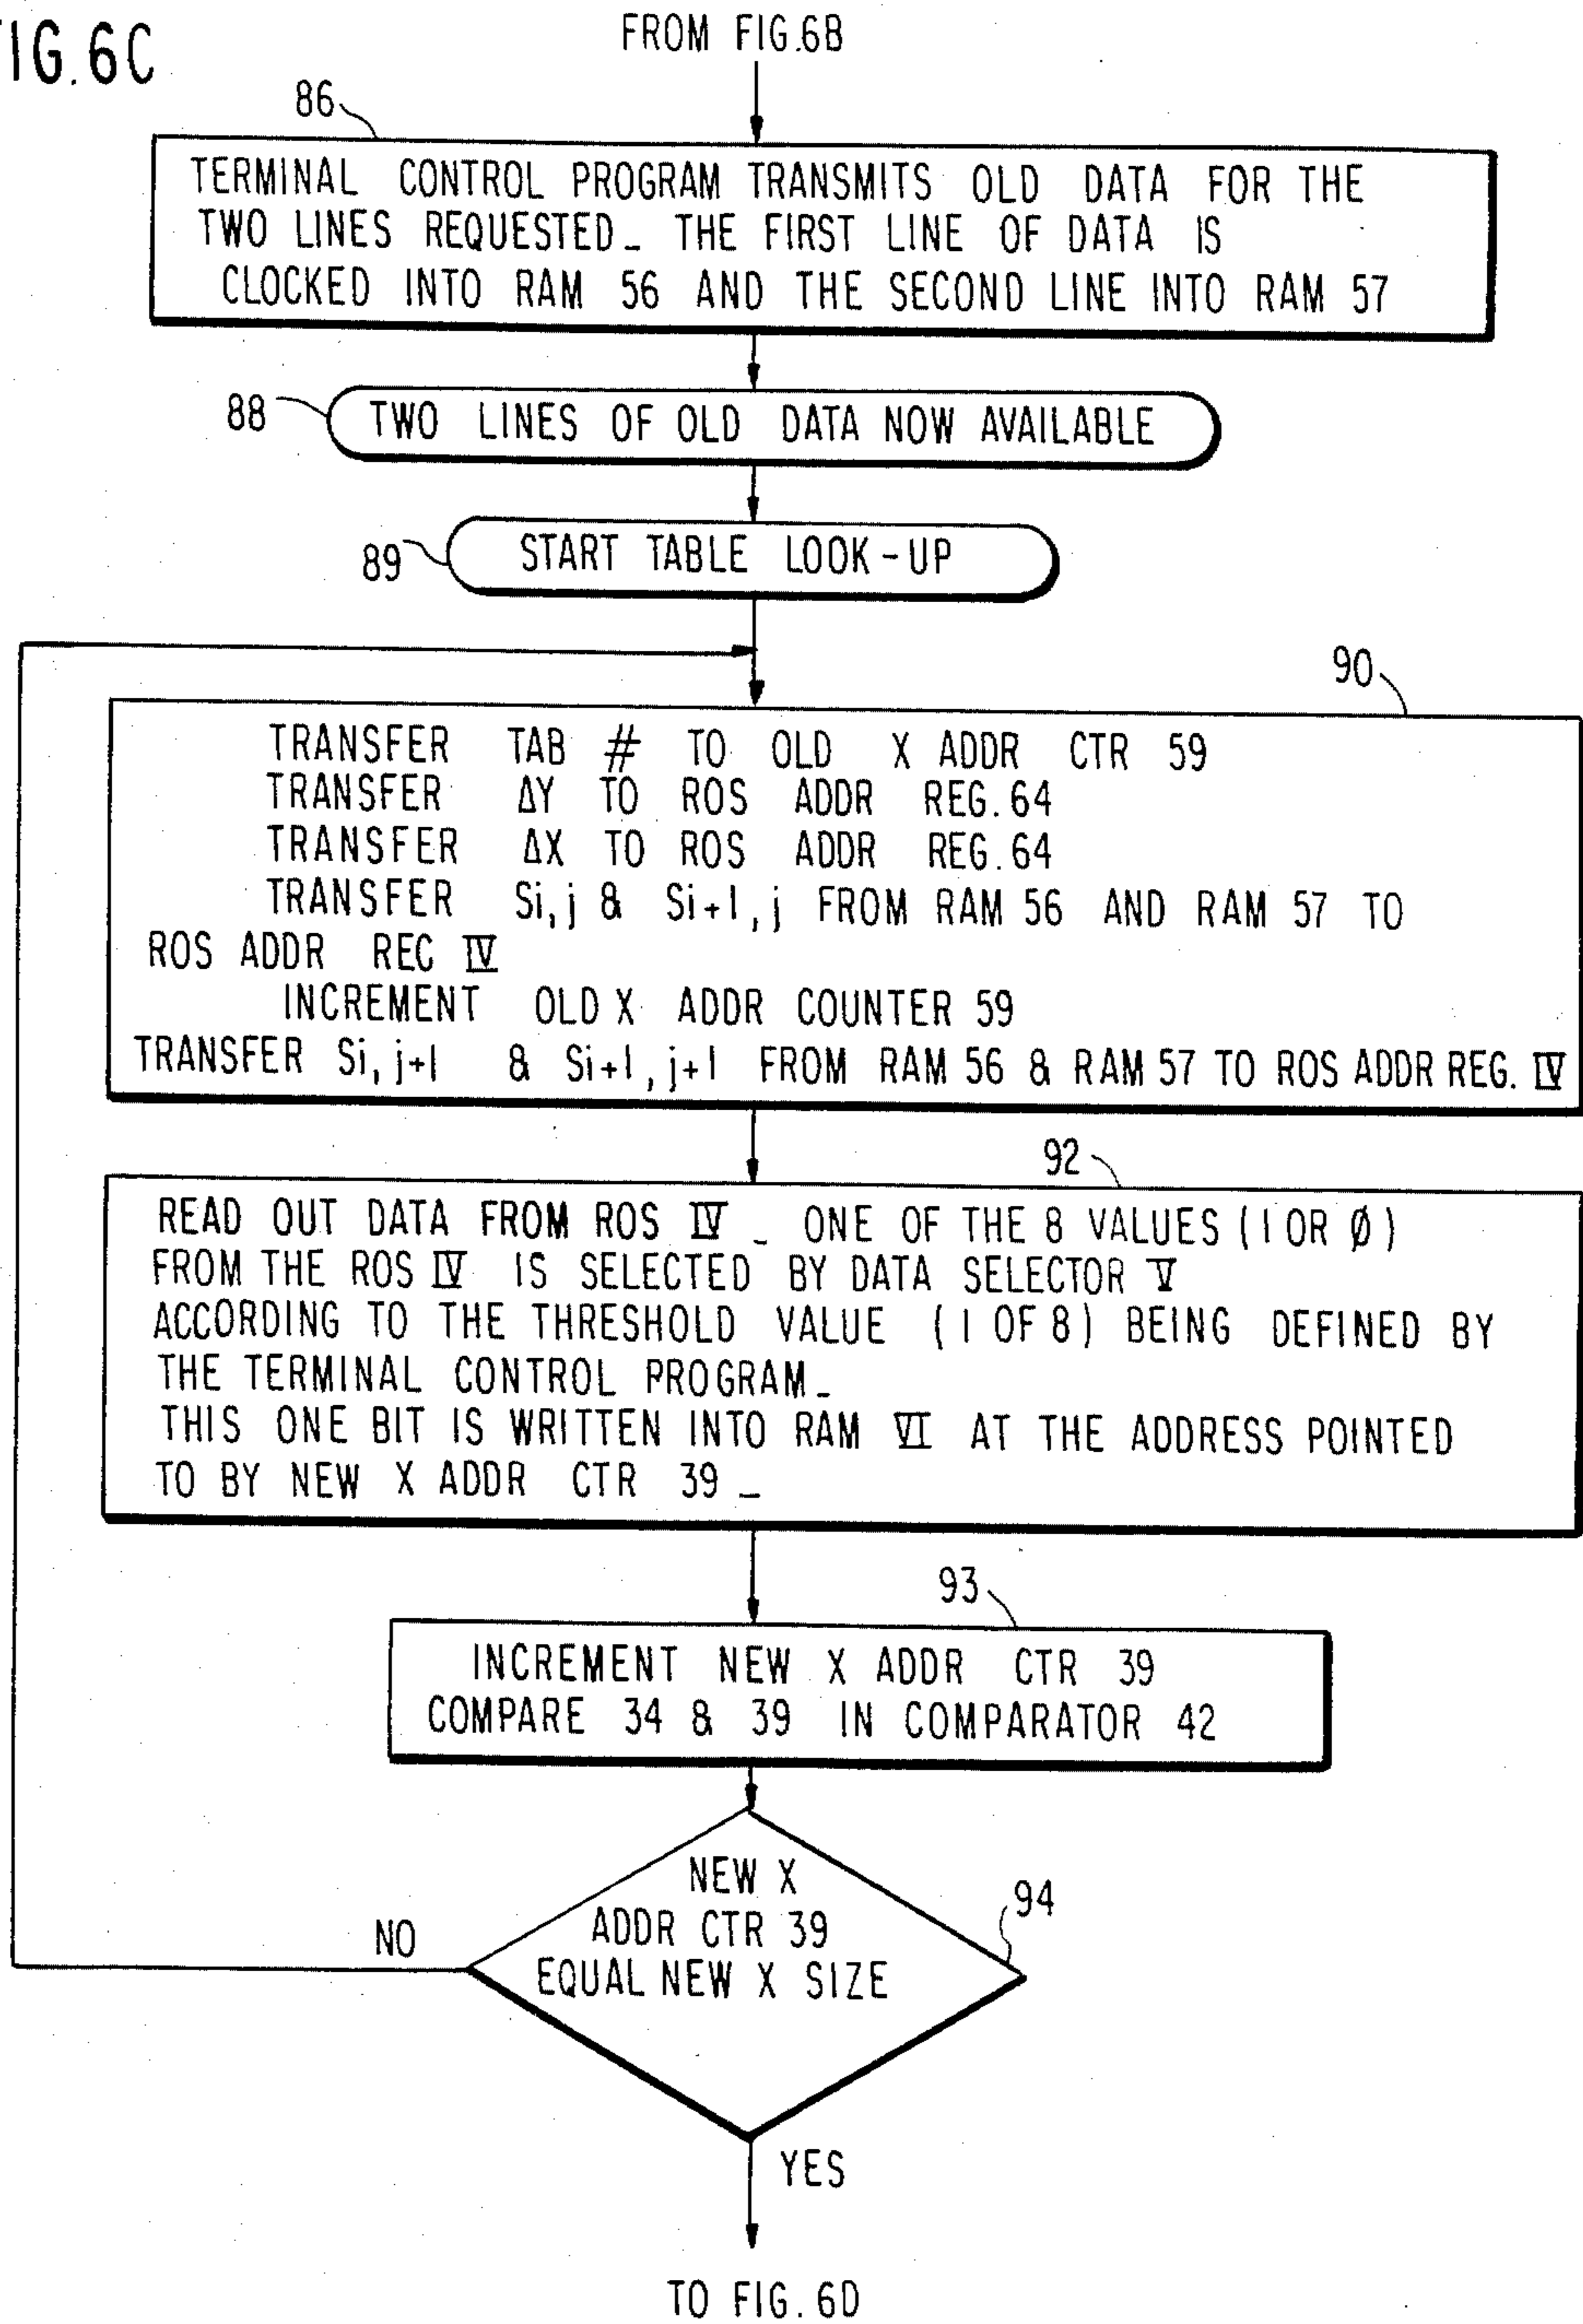 FIG.6C
FROM FIG.6B
86
TERMINAL CONTROL PROGRAM TRANSMITS OLD DATA FOR THE
TWO LINES REQUESTED_ THE FIRST LINE OF DATA IS
CLOCKED INTO RAM 56 AND THE SECOND LINE INTO RAM 57
88
TWO LINES OF OLD DATA NOW AVAILABLE
89
START TABLE LOOK-UP
90
TRANSFER TAB # TO OLD X ADDR CTR 59
TRANSFER ΔY TO ROS ADDR REG.64
TRANSFER ΔX TO ROS ADDR REG.64
TRANSFER Si,j & Si+1,j FROM RAM 56 AND RAM 57 TO
ROS ADDR REC IV
INCREMENT OLD X ADDR COUNTER 59
TRANSFER Si,j+1 & Si+1,j+1 FROM RAM 56 & RAM 57 TO ROS ADDR REG. IV
92
READ OUT DATA FROM ROS IV _ ONE OF THE 8 VALUES (1 OR Ø)
FROM THE ROS IV IS SELECTED BY DATA SELECTOR V
ACCORDING TO THE THRESHOLD VALUE (1 OF 8) BEING DEFINED BY
THE TERMINAL CONTROL PROGRAM_
THIS ONE BIT IS WRITTEN INTO RAM VI AT THE ADDRESS POINTED
TO BY NEW X ADDR CTR 39 _
93
INCREMENT NEW X ADDR CTR 39
COMPARE 34 & 39 IN COMPARATOR 42
NEW X
ADDR CTR 39
EQUAL NEW X SIZE
94
NO
YES
TO FIG. 6D